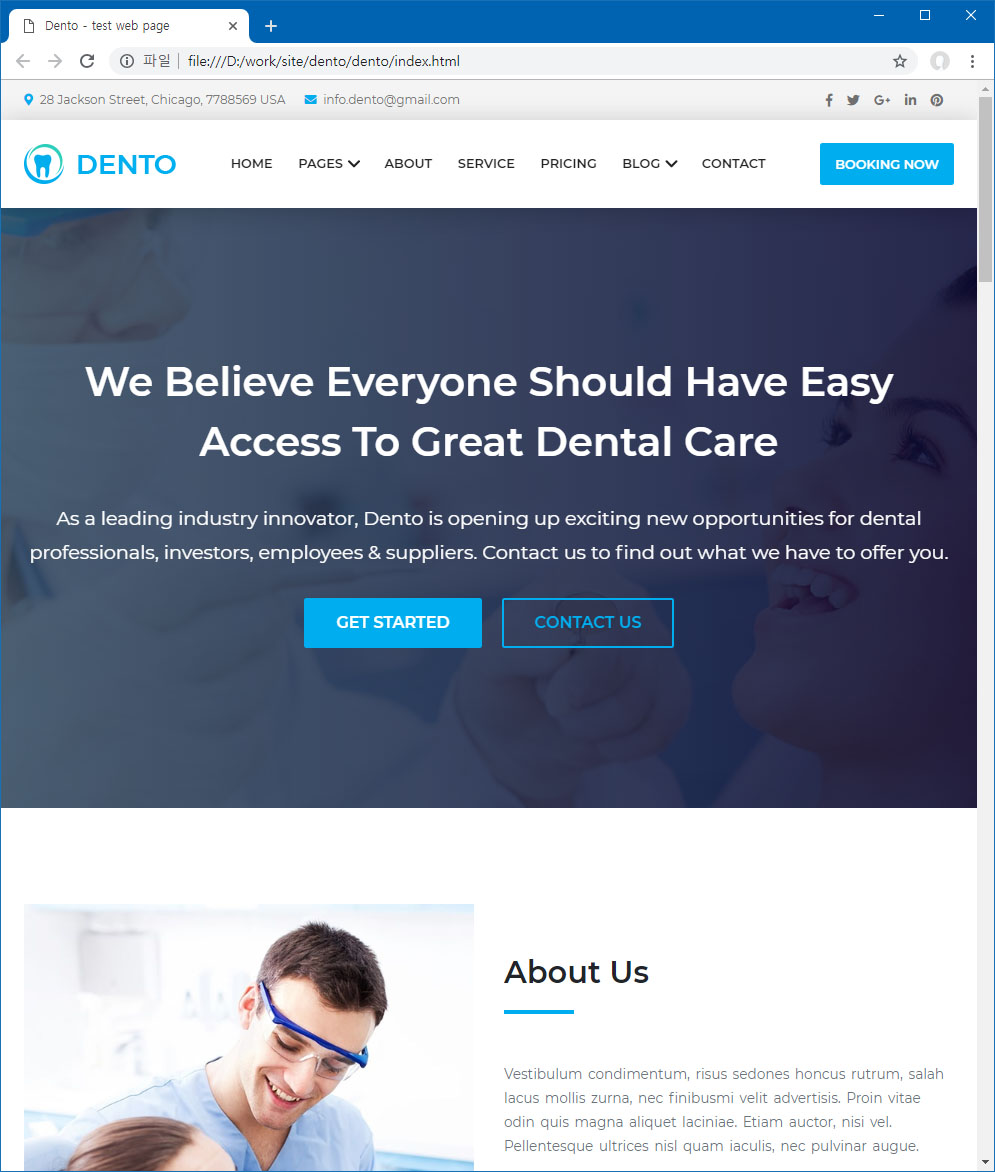 Dento - test web page
파일 file:///D:/work/site/dento/dento/index.html
28 Jackson Street, Chicago, 7788569 USA info.dento@gmail.com
DENTO HOME PAGES ABOUT SERVICE PRICING BLOG CONTACT BOOKING NOW
We Believe Everyone Should Have Easy
Access To Great Dental Care
As a leading industry innovator, Dento is opening up exciting new opportunities for dental
professionals, investors, employees & suppliers. Contact us to find out what we have to offer you.
GET STARTED CONTACT US
About Us
Vestibulum condimentum, risus sedones honcus rutrum, salah
lacus mollis zurna, nec finibusmi velit advertisis. Proin vitae
odin quis magna aliquet laciniae. Etiam auctor, nisi vel.
Pellentesque ultrices nisl quam iaculis, nec pulvinar augue.